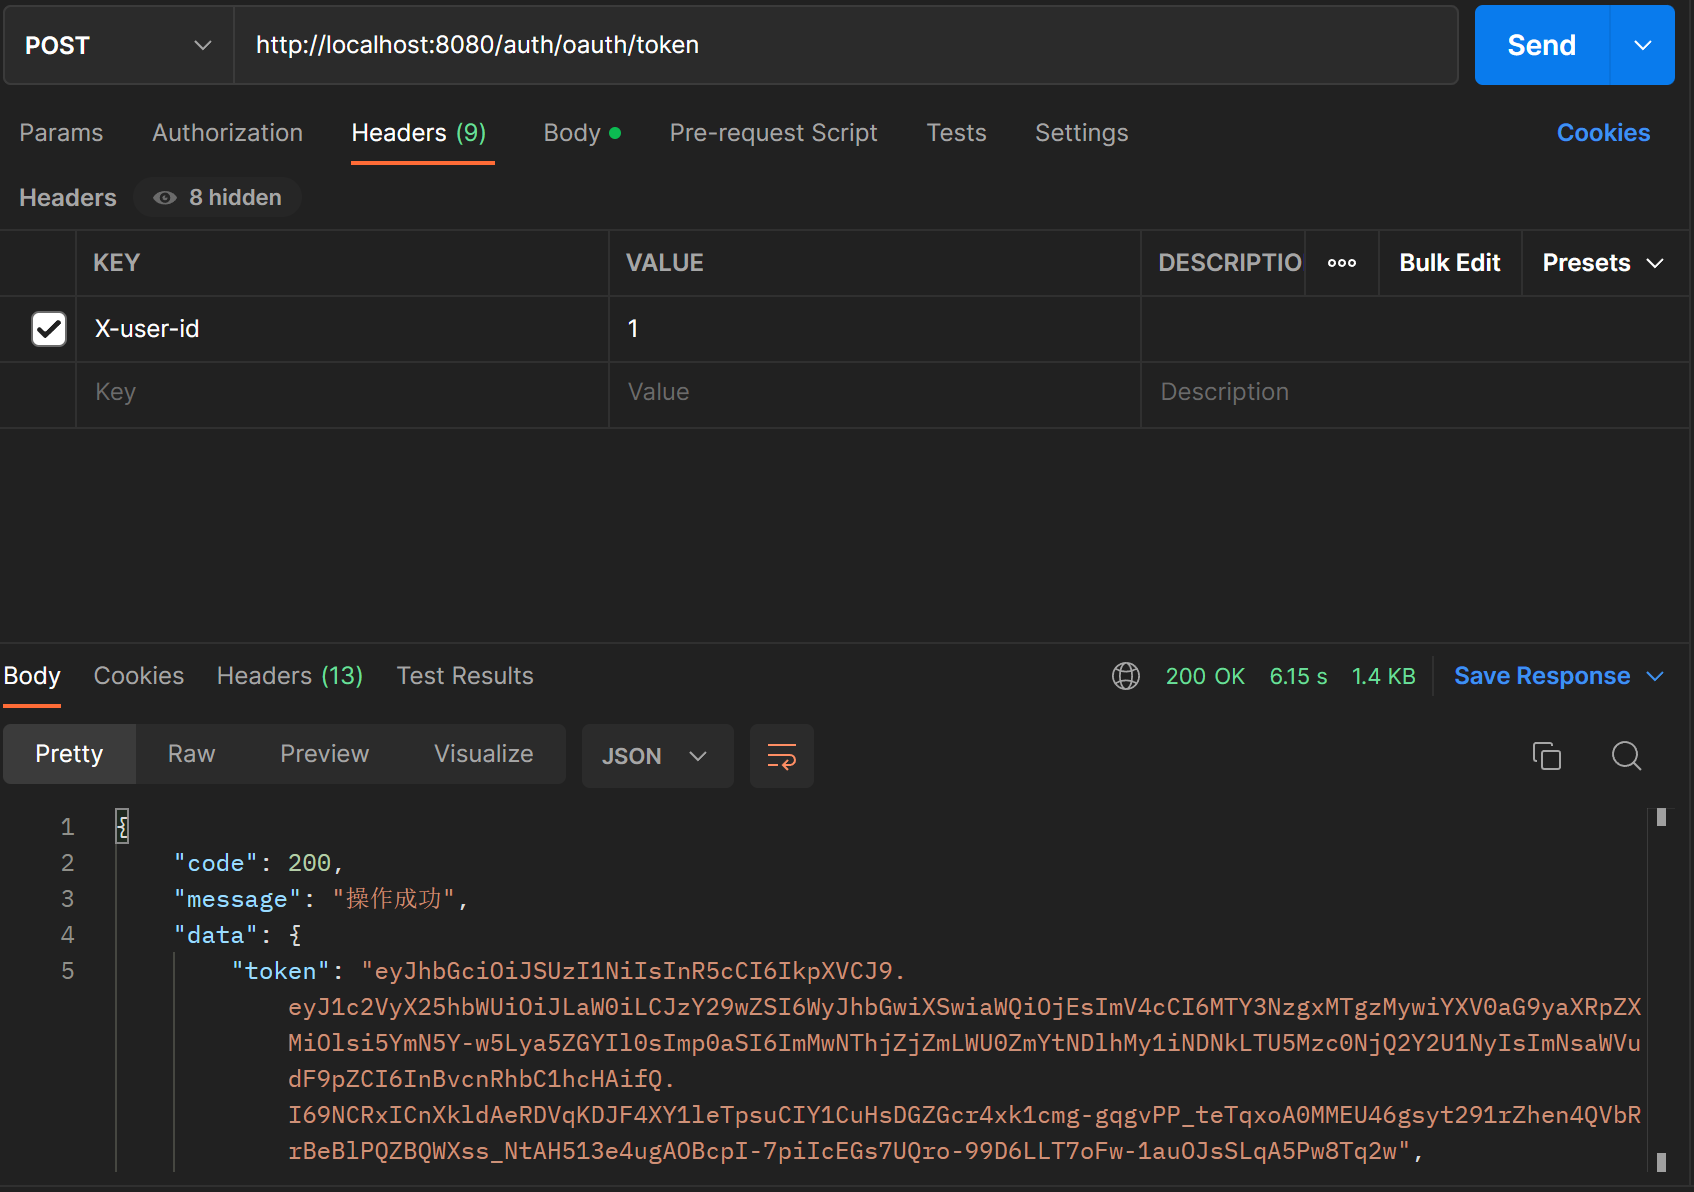 POST http://localhost:8080/auth/oauth/token Send
Params Authorization Headers (9) Body Pre-request Script Tests Settings Cookies
Headers 8 hidden
KEY VALUE DESCRIPTIO ooo Bulk Edit Presets
X-user-id 1
Key Value Description
Body Cookies Headers (13) Test Results 200 OK 6.15 s 1.4 KB Save Response
Pretty Raw Preview Visualize JSON
1 {
2 "code": 200,
3 "message": "操作成功",
4 "data": {
5 "token": "eyJhbGciOiJSUzI1NiIsInR5cCI6IkpXVCJ9.
eyJ1c2VyX25hbWUiOiJLaW0iLCJzY29wZSI6WyJhbGwiXSwiaWQiOjEsImV4cCI6MTY3NzgxMTgzMywiYXV0aG9yaXRpZX
MiOlsi5YmN5Y-w5Lya5ZGYIl0sImp0aSI6ImMwNThjZjZmLWU0ZmYtNDlhMy1iNDNkLTU5Mzc0NjQ2Y2U1NyIsImNsaWVu
dF9pZCI6InBvcnRhbC1hcHAifQ.
I69NCRxICnXkldAeRDVqKDJF4XY1leTpsuCIY1CuHsDGZGcr4xk1cmg-gqgvPP_teTqxoA0MMEU46gsyt291rZhen4QVbR
rBeBlPQZBQWXss_NtAH513e4ugAOBcpI-7piIcEGs7UQro-99D6LLT7oFw-1auOJsSLqA5Pw8Tq2w",